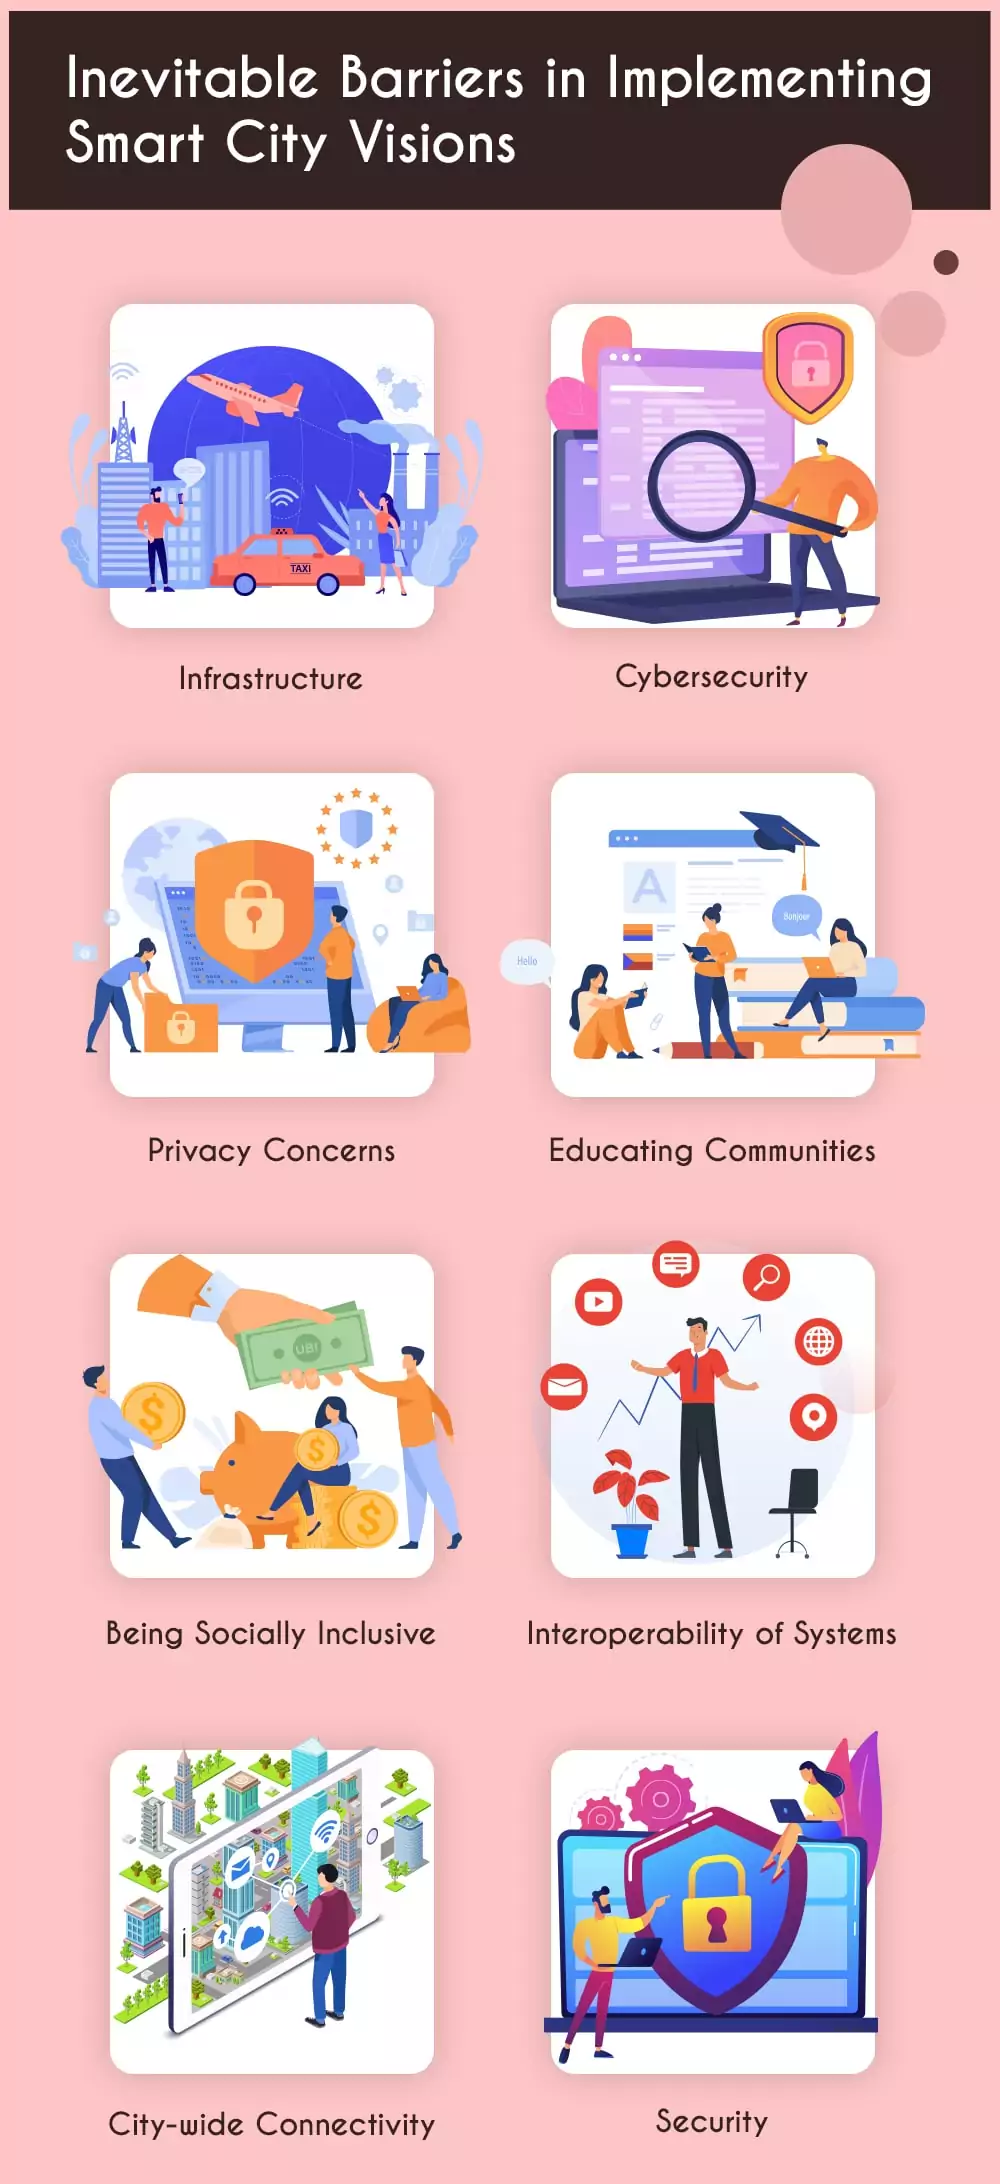 Inevitable Barriers in Implementing
Smart City Visions
TAXI
Infrastructure
Cybersecurity
A
Bonjour
Hello
Privacy Concerns
Educating Communities
UBI
$
$
$
Being Socially Inclusive
Interoperability of Systems
City-wide Connectivity
Security